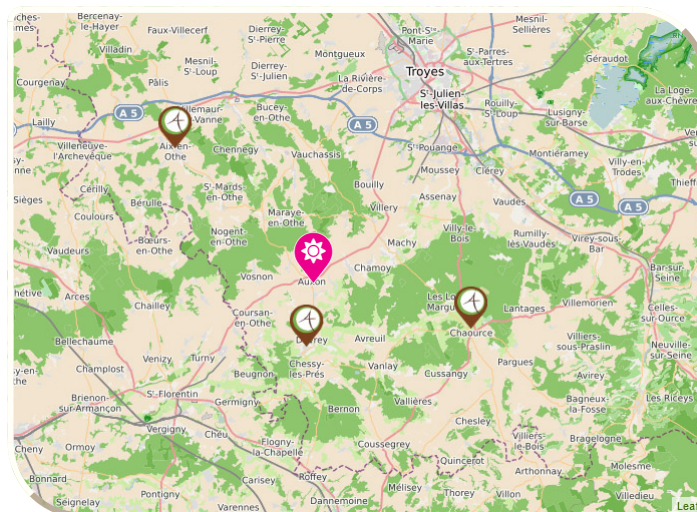 Bercenay-
le-Hayer
Faux-Villecerf
Dierrey-
Sᵗ-Pierre
Pont-Sᵗᵉ-
Marie
Mesnil-
Sellières
Villadin
Montgueux
Sᵗ-Parres-
aux-Tertres
Géraudot
Mesnil-
Sᵗ-Loup
Dierrey-
Sᵗ-Julien
Troyes
Courgenay
Pâlis
La Rivière-
de-Corps
Sᵗ-Julien-
les-Villas
La Loge-
aux-Chèvre
Rouilly-
Sᵗ-Loup
Lusigny-
sur-Barse
A 5
Bucey-
en-Othe
Lailly
A 5
Villeneuve-
l'Archevêque
Aix-en-
Othe
Chennegy
Vauchassis
Sᵗ-Pouange
Montiéramey
Moussey
Clérey
Villy-en-
Trodes
Cérilly
Sᵗ-Mards-
en-Othe
Bouilly
Thieff
Sièges
Bérulle
Assenay
A 5
A 5
Coulours
Maraye-
en-Othe
Villery
Vaudes
Nogent-
en-Othe
Villy-le-
Bois
Rumilly-
lès-Vaudes
Virey-sous-
Bar
Vaudeurs
Bœurs-
en-Othe
Machy
Chamoy
Bar-sur-
Seine
Vosnon
Auxon
Arces
Chailley
Lantages
Villemorien
Celles-
sur-Ource
Coursan-
en-Othe
Chaource
Bellechaume
Avreuil
Villiers-
sous-Praslin
Neuville-
sur-Seine
Venizy
Turny
Chessy-
les-Prés
Vanlay
Pargues
Champlost
Beugnon
Cussangy
Avirey
Brienon-
sur-Armançon
Sᵗ-Florentin
Germigny
Bernon
Vallières
Bagneux-
la-Fosse
Les Riceys
Vergigny
Chéu
Chesley
Villiers-
le-Bois
Bragelogne
Cheny
Ormoy
Flogny-
la-Chapelle
Coussegrey
Quincerot
Arthonnay
Molesme
Bonnard
Carisey
Roffey
Pontigny
Mélisey
Thorey
Villon
Villedieu
Seignelay
Varennes
Dannemoine
Lea